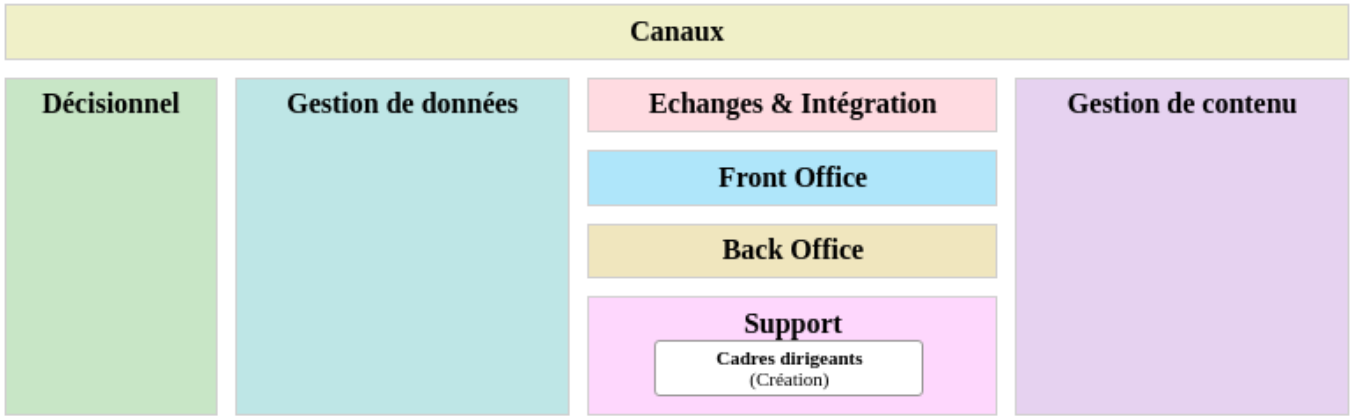 Canaux
Décisionnel
Gestion de données
Echanges & Intégration
Front Office
Back Office
Support
Cadres dirigeants
(Création)
Gestion de contenu